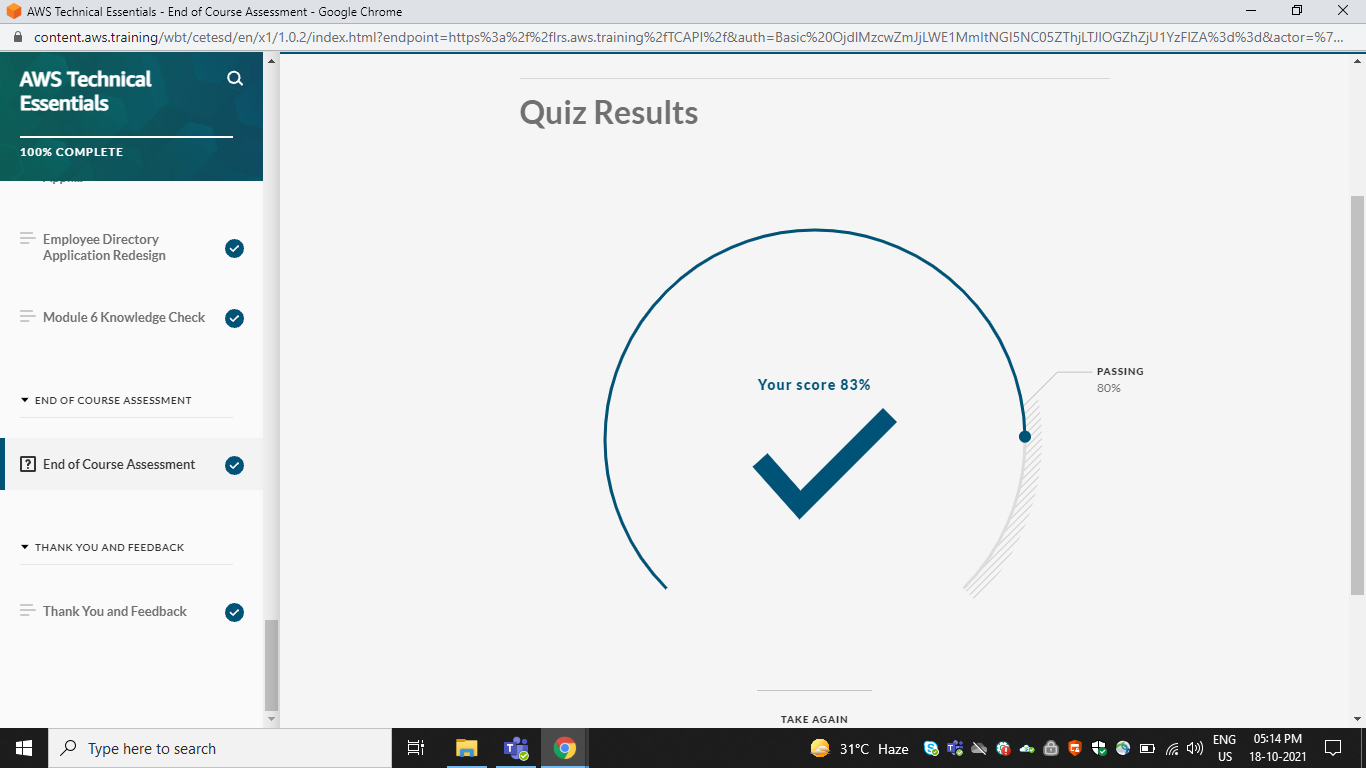 AWS Technical Essentials - End of Course Assessment - Google Chrome
content.aws.training/wbt/cetesd/en/x1/1.0.2/index.html?endpoint=https%3a%2f%2flrs.aws.training%2fTCAPI%2f&auth=Basic%20OjdlMzcwZmJjLWE1MmItNGI5NC05ZThjLTJlOGZhZjU1YzFlZA%3d%3d&actor=%7...
AWS Technical
Essentials
100% COMPLETE
Employee Directory
Application Redesign
Module 6 Knowledge Check
END OF COURSE ASSESSMENT
End of Course Assessment
THANK YOU AND FEEDBACK
Thank You and Feedback
Quiz Results
Your score 83%
PASSING
80%
TAKE AGAIN
Type here to search
31°C Haze
ENG
US
05:14 PM
18-10-2021